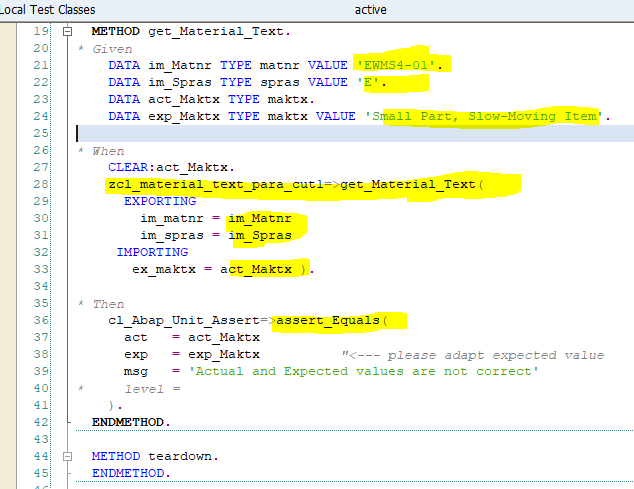 Local Test Classes active
19 METHOD get_Material_Text.
20 * Given
21 DATA im_Matnr TYPE matnr VALUE 'EWMS4-01'.
22 DATA im_Spras TYPE spras VALUE 'E'.
23 DATA act_Maktx TYPE maktx.
24 DATA exp_Maktx TYPE maktx VALUE 'Small Part, Slow-Moving Item'.
25
26 * When
27 CLEAR:act_Maktx.
28 zcl_material_text_para_cut1=>get_Material_Text(
29 EXPORTING
30 im_matnr = im_Matnr
31 im_spras = im_Spras
32 IMPORTING
33 ex_maktx = act_Maktx ).
34
35 * Then
36 cl_Abap_Unit_Assert=>assert_Equals(
37 act = act_Maktx
38 exp = exp_Maktx "<--- please adapt expected value
39 msg = 'Actual and Expected values are not correct'
40 * level =
41 ).
42 ENDMETHOD.
43
44 METHOD teardown.
45 ENDMETHOD.